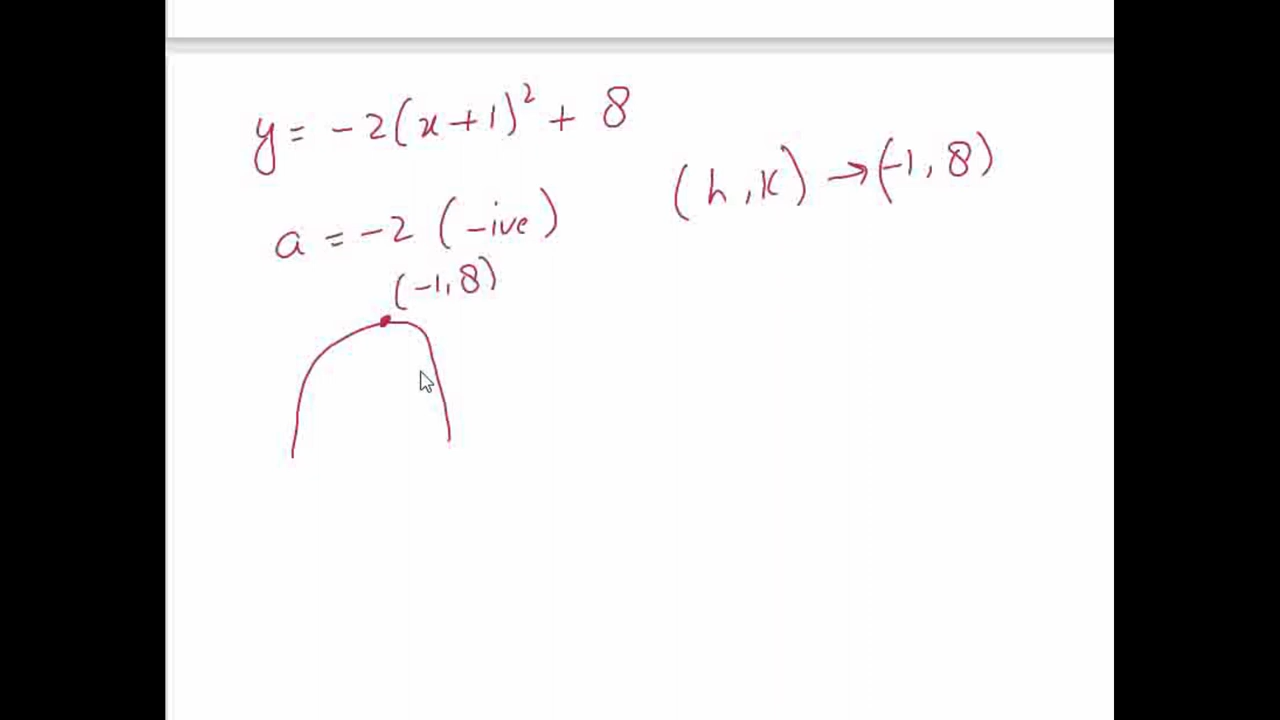 y = -2(x+1)² + 8
(h,k) → (-1, 8)
a = -2 (-ive)
(-1, 8)